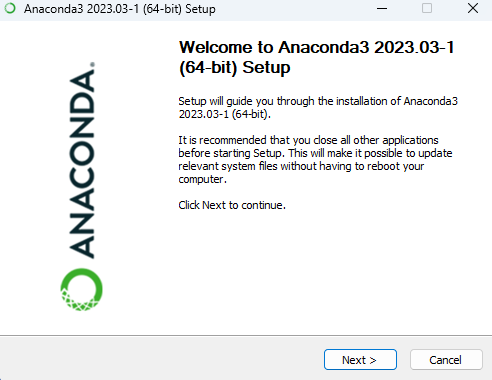 Anaconda3 2023.03-1 (64-bit) Setup
Welcome to Anaconda3 2023.03-1
(64-bit) Setup
Setup will guide you through the installation of Anaconda3
2023.03-1 (64-bit).
It is recommended that you close all other applications
before starting Setup. This will make it possible to update
relevant system files without having to reboot your
computer.
Click Next to continue.
ANACONDA.
Next >
Cancel